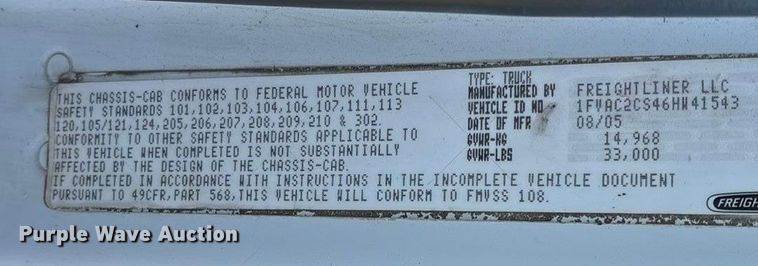 THIS CHASSIS-CAB CONFORMS TO FEDERAL MOTOR VEHICLE
SAFETY STANDARDS 101,102,103,104,106,107,111,113
120,105/121,124,205,206,207,208,209,210 & 302.
CONFORMITY TO OTHER SAFETY STANDARDS APPLICABLE TO
THIS VEHICLE WHEN COMPLETED IS NOT SUBSTANTIALLY
AFFECTED BY THE DESIGN OF THE CHASSIS-CAB.
IF COMPLETED IN ACCORDANCE WITH INSTRUCTIONS IN THE INCOMPLETE VEHICLE DOCUMENT
PURSUANT TO 49CFR,PART 568,THIS VEHICLE WILL CONFORM TO FMVSS 108.
TYPE: TRUCK
MANUFACTURED BY FREIGHTLINER LLC
VEHICLE ID NO 1FVAC2CS46HW41543
DATE OF MFR 08/05
GVWR-KG 14,968
GVWR-LBS 33,000
FREIGH
Purple Wave Auction